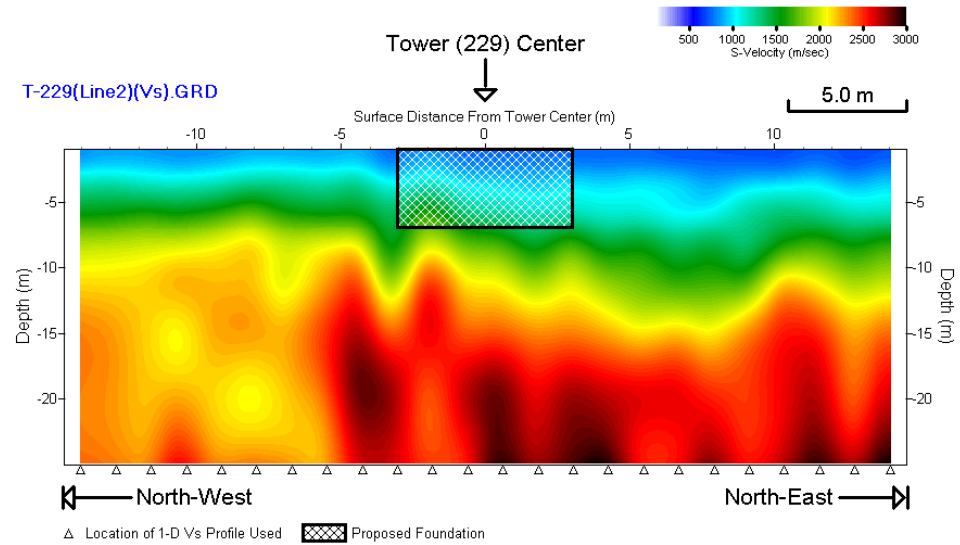 500 1000 1500 2000 2500 3000
S-Velocity (m/sec)
Tower (229) Center
T-229(Line2)(Vs).GRD
5.0 m
Surface Distance From Tower Center (m)
-10 -5 0 5 10
-5 -5
-10 -10
Depth (m) Depth (m)
-15 -15
-20 -20
North-West North-East
Location of 1-D Vs Profile Used Proposed Foundation